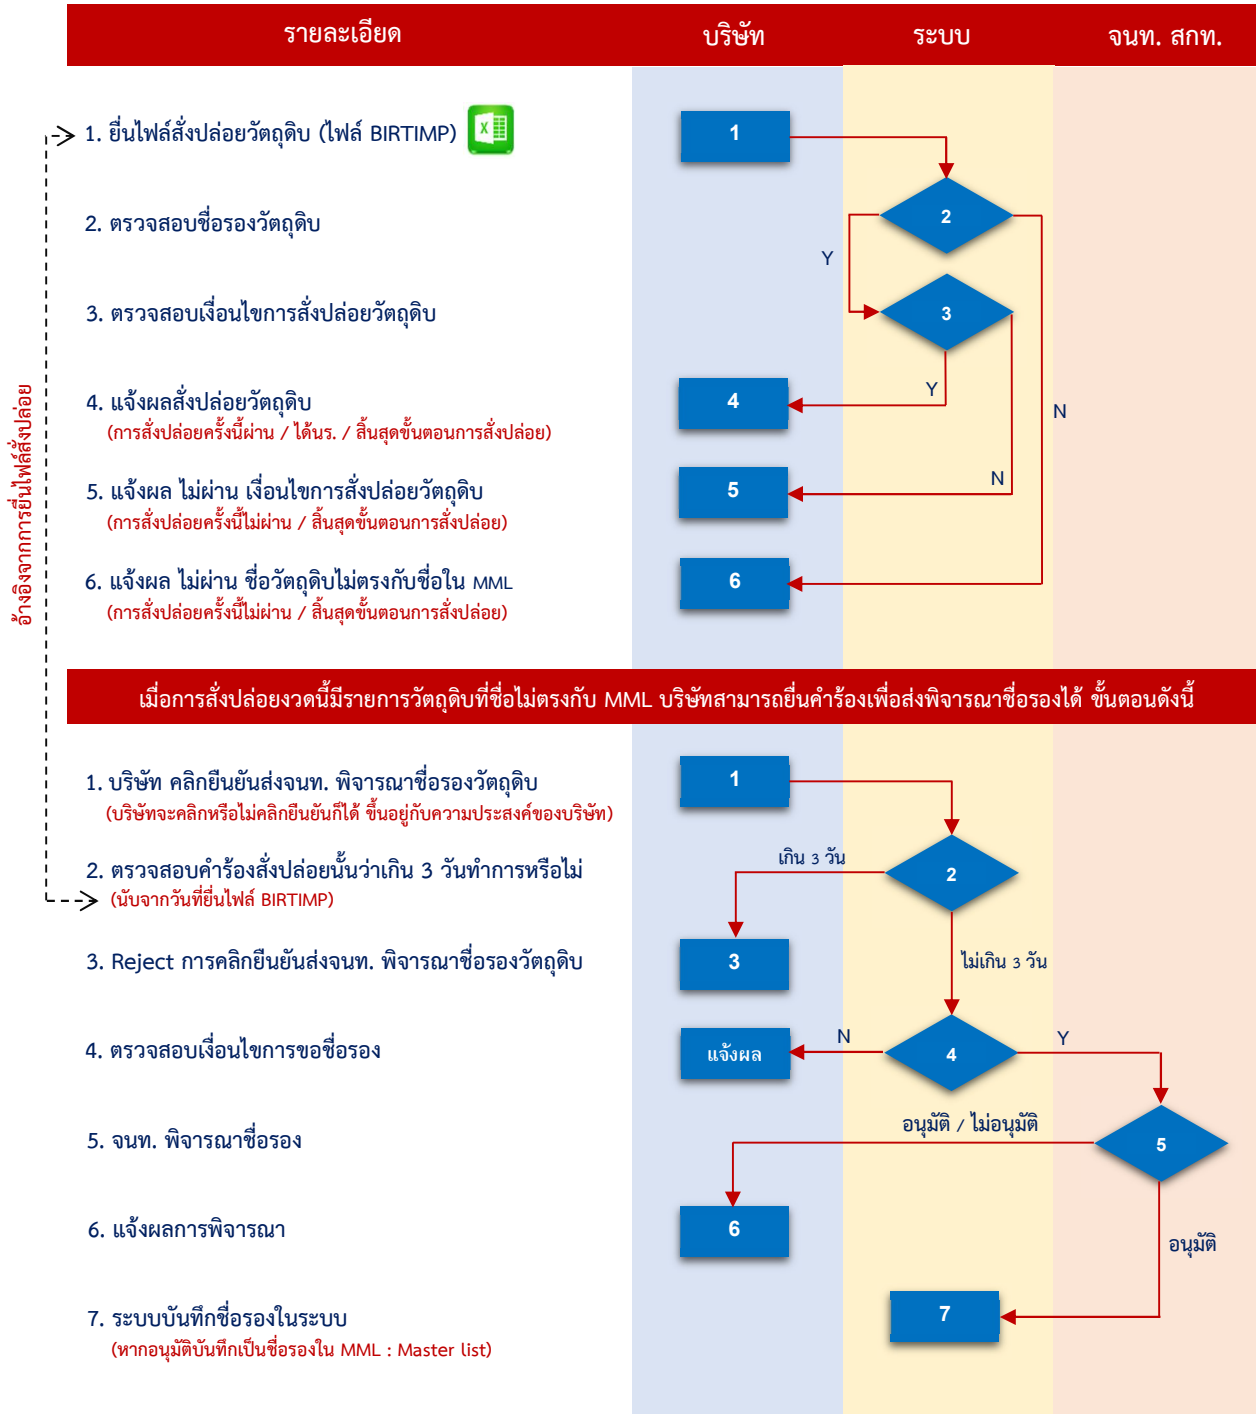 รายละเอียด บริษัท ระบบ จนท. สกท.
1. ยื่นไฟล์สั่งปล่อยวัตถุดิบ (ไฟล์ BIRTIMP) X 1
2. ตรวจสอบชื่อรองวัตถุดิบ 2
Y
3. ตรวจสอบเงื่อนไขการสั่งปล่อยวัตถุดิบ 3
4. แจ้งผลสั่งปล่อยวัตถุดิบ 4 Y N
(การสั่งปล่อยครั้งนี้ผ่าน / ได้นร. / สิ้นสุดขั้นตอนการสั่งปล่อย)
5. แจ้งผล ไม่ผ่าน เงื่อนไขการสั่งปล่อยวัตถุดิบ 5 N
(การสั่งปล่อยครั้งนี้ไม่ผ่าน / สิ้นสุดขั้นตอนการสั่งปล่อย)
6. แจ้งผล ไม่ผ่าน ชื่อวัตถุดิบไม่ตรงกับชื่อใน MML 6
(การสั่งปล่อยครั้งนี้ไม่ผ่าน / สิ้นสุดขั้นตอนการสั่งปล่อย)
อ้างอิงจากการยื่นไฟล์สั่งปล่อย
เมื่อการสั่งปล่อยงวดนี้มีรายการวัตถุดิบที่ชื่อไม่ตรงกับ MML บริษัทสามารถยื่นคำร้องเพื่อส่งพิจารณาชื่อรองได้ ขั้นตอนดังนี้
1. บริษัท คลิกยืนยันส่งจนท. พิจารณาชื่อรองวัตถุดิบ 1
(บริษัทจะคลิกหรือไม่คลิกยืนยันก็ได้ ขึ้นอยู่กับความประสงค์ของบริษัท)
เกิน 3 วัน
2. ตรวจสอบคำร้องสั่งปล่อยนั้นว่าเกิน 3 วันทำการหรือไม่ 2
(นับจากวันที่ยื่นไฟล์ BIRTIMP)
3. Reject การคลิกยืนยันส่งจนท. พิจารณาชื่อรองวัตถุดิบ 3 ไม่เกิน 3 วัน
4. ตรวจสอบเงื่อนไขการขอชื่อรอง แจ้งผล N 4 Y
อนุมัติ / ไม่อนุมัติ
5. จนท. พิจารณาชื่อรอง 5
6. แจ้งผลการพิจารณา 6
อนุมัติ
7. ระบบบันทึกชื่อรองในระบบ 7
(หากอนุมัติบันทึกเป็นชื่อรองใน MML : Master list)